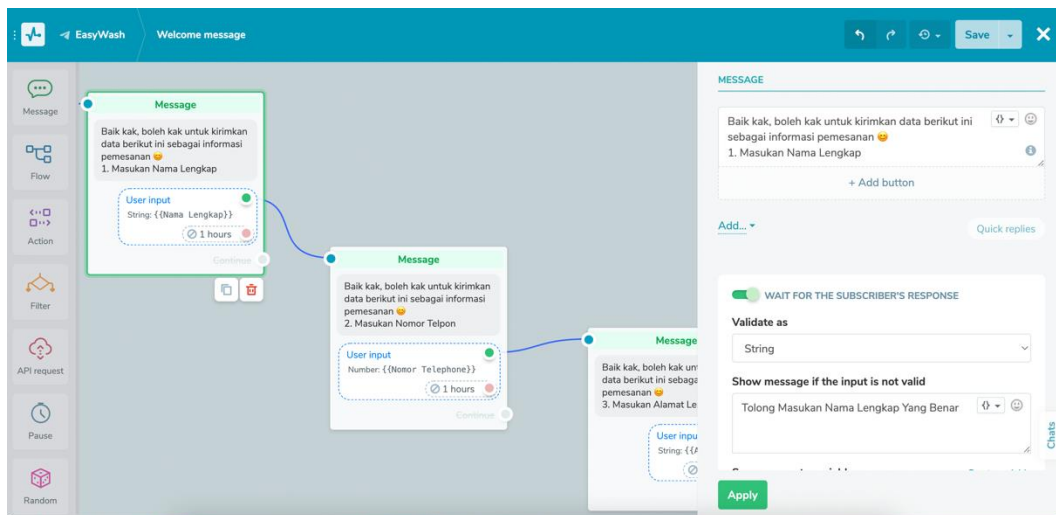 EasyWash
Welcome message
Save
Message
Flow
Action
Filter
API request
Pause
Random
Message
Baik kak, boleh kak untuk kirimkan
data berikut ini sebagai informasi
pemesanan 😊
1. Masukan Nama Lengkap
User input
String: {{Nama Lengkap}}
1 hours
Continue
Message
Baik kak, boleh kak untuk kirimkan
data berikut ini sebagai informasi
pemesanan 😊
2. Masukan Nomor Telpon
User input
Number: {{Nomor Telephone}}
1 hours
Continue
Message
Baik kak, boleh kak un
data berikut ini sebaga
pemesanan 😊
3. Masukan Alamat Le
User inpu
String: {{A
MESSAGE
Baik kak, boleh kak untuk kirimkan data berikut ini
sebagai informasi pemesanan 😊
1. Masukan Nama Lengkap
{}
+ Add button
Add...
Quick replies
WAIT FOR THE SUBSCRIBER'S RESPONSE
Validate as
String
Show message if the input is not valid
Tolong Masukan Nama Lengkap Yang Benar
{}
Chats
Apply